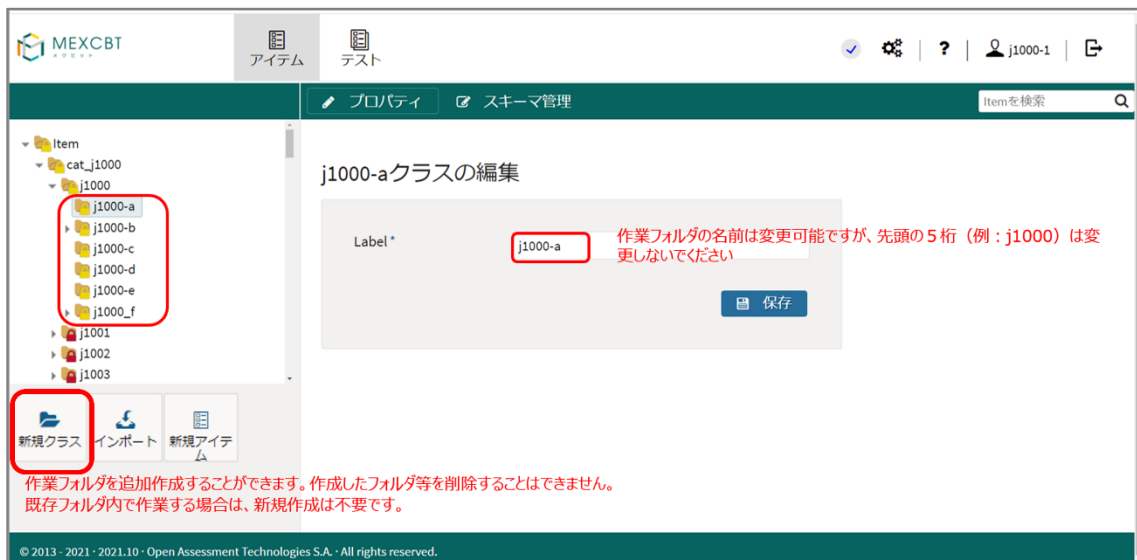 MEXCBT
メクビット
アイテム
テスト
?
j1000-1
プロパティ
スキーマ管理
Itemを検索
Item
cat_j1000
j1000
j1000-a
j1000-b
j1000-c
j1000-d
j1000-e
j1000_f
j1001
j1002
j1003
j1000-aクラスの編集
Label *
j1000-a
作業フォルダの名前は変更可能ですが、先頭の5桁（例：j1000）は変
更しないでください
保存
新規クラス
インポート
新規アイテ
ム
作業フォルダを追加作成することができます。作成したフォルダ等を削除することはできません。
既存フォルダ内で作業する場合は、新規作成は不要です。
© 2013 - 2021 · 2021.10 · Open Assessment Technologies S.A. · All rights reserved.